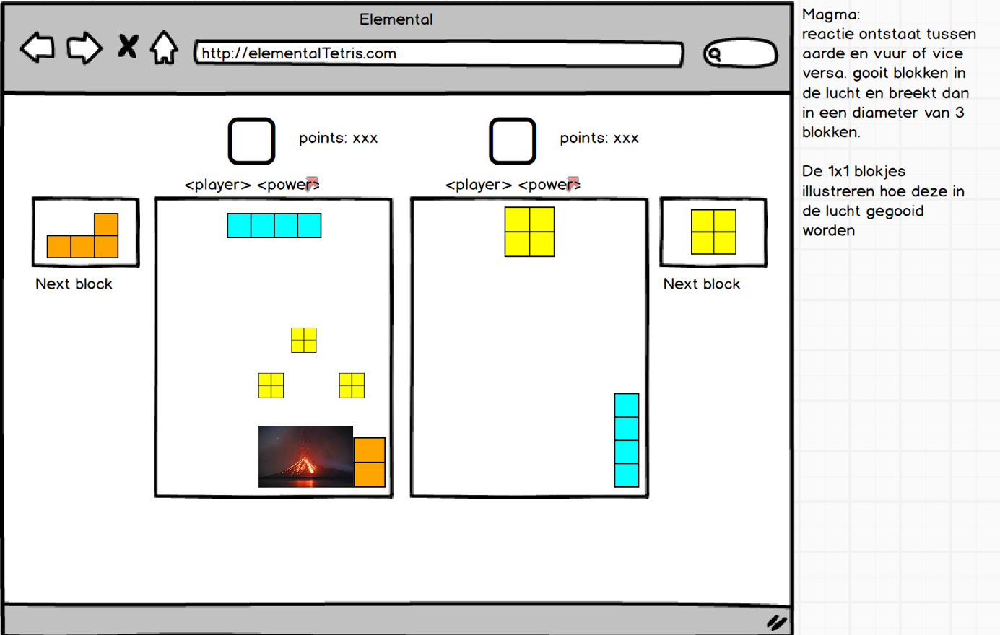 Elemental
http://elementalTetris.com
points: xxx
points: xxx
<player> <power>
<player> <power>
Next block
Next block
Magma:
reactie ontstaat tussen
aarde en vuur of vice
versa. gooit blokken in
de lucht en breekt dan
in een diameter van 3
blokken.
De 1x1 blokjes
illustreren hoe deze in
de lucht gegooid
worden